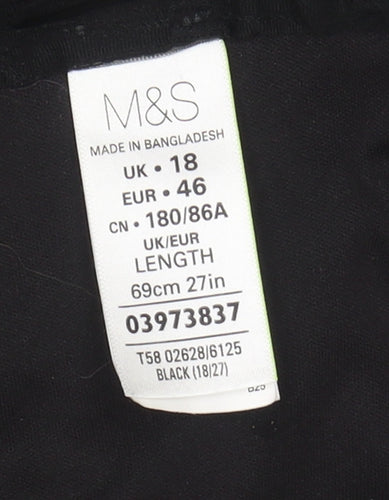 M&S
MADE IN BANGLADESH
UK • 18
EUR • 46
CN • 180/86A
UK/EUR
LENGTH
69cm 27in
03973837
T58 02628/6125
BLACK (18/27)